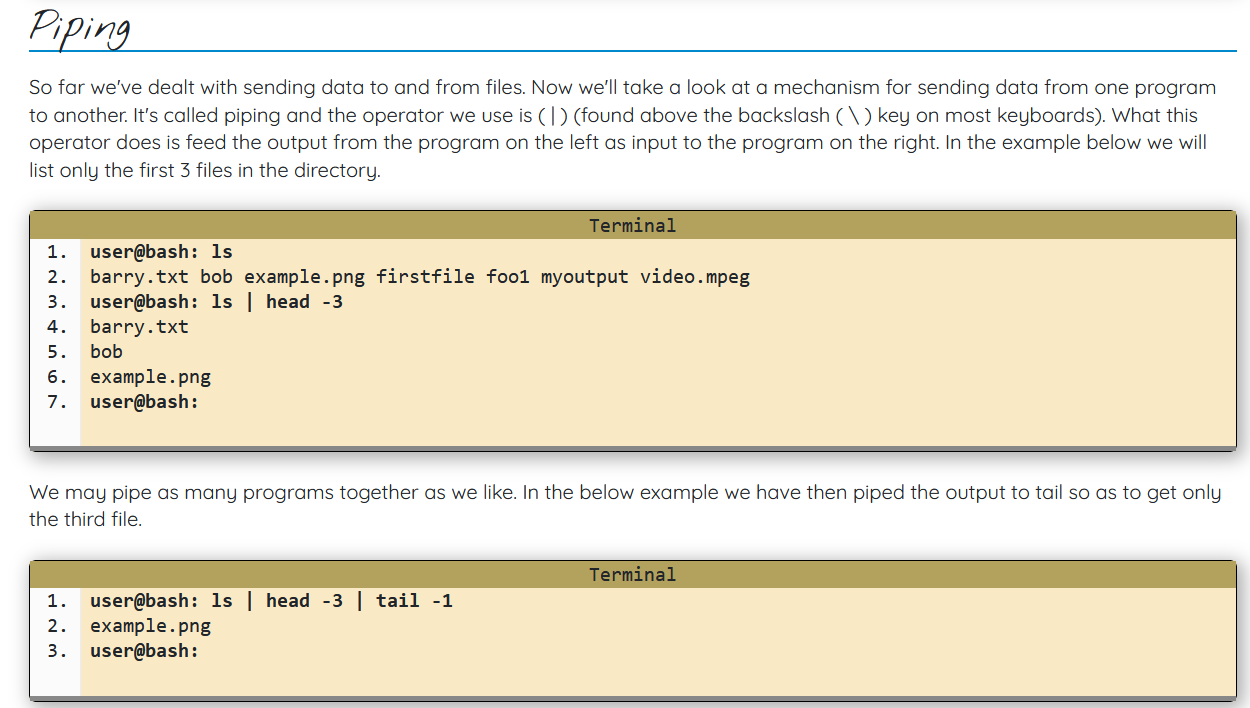 Piping
So far we've dealt with sending data to and from files. Now we'll take a look at a mechanism for sending data from one program
to another. It's called piping and the operator we use is ( | ) (found above the backslash ( \ ) key on most keyboards). What this
operator does is feed the output from the program on the left as input to the program on the right. In the example below we will
list only the first 3 files in the directory.
Terminal
1. user@bash: ls
2. barry.txt bob example.png firstfile foo1 myoutput video.mpeg
3. user@bash: ls | head -3
4. barry.txt
5. bob
6. example.png
7. user@bash:
We may pipe as many programs together as we like. In the below example we have then piped the output to tail so as to get only
the third file.
Terminal
1. user@bash: ls | head -3 | tail -1
2. example.png
3. user@bash: